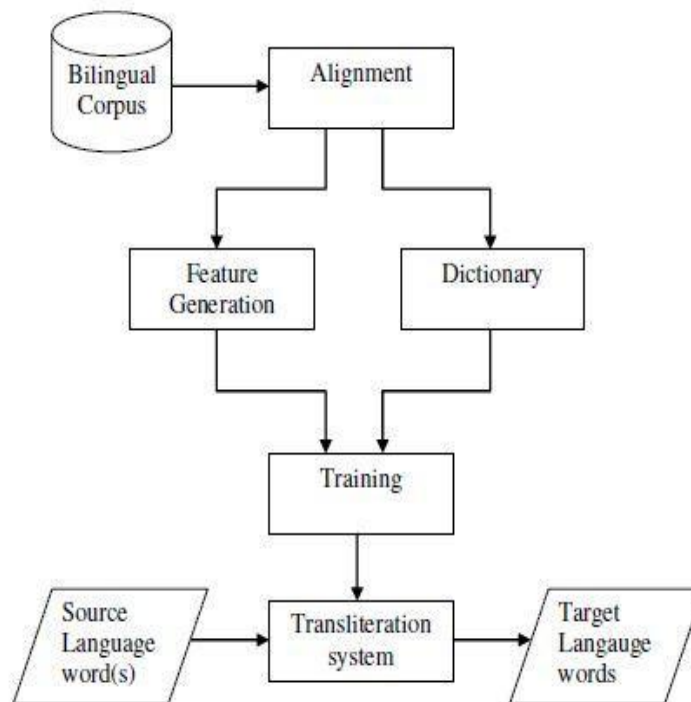 Bilingual
Corpus
Alignment
Feature
Generation
Dictionary
Training
Source
Language
word(s)
Transliteration
system
Target
Langauge
words